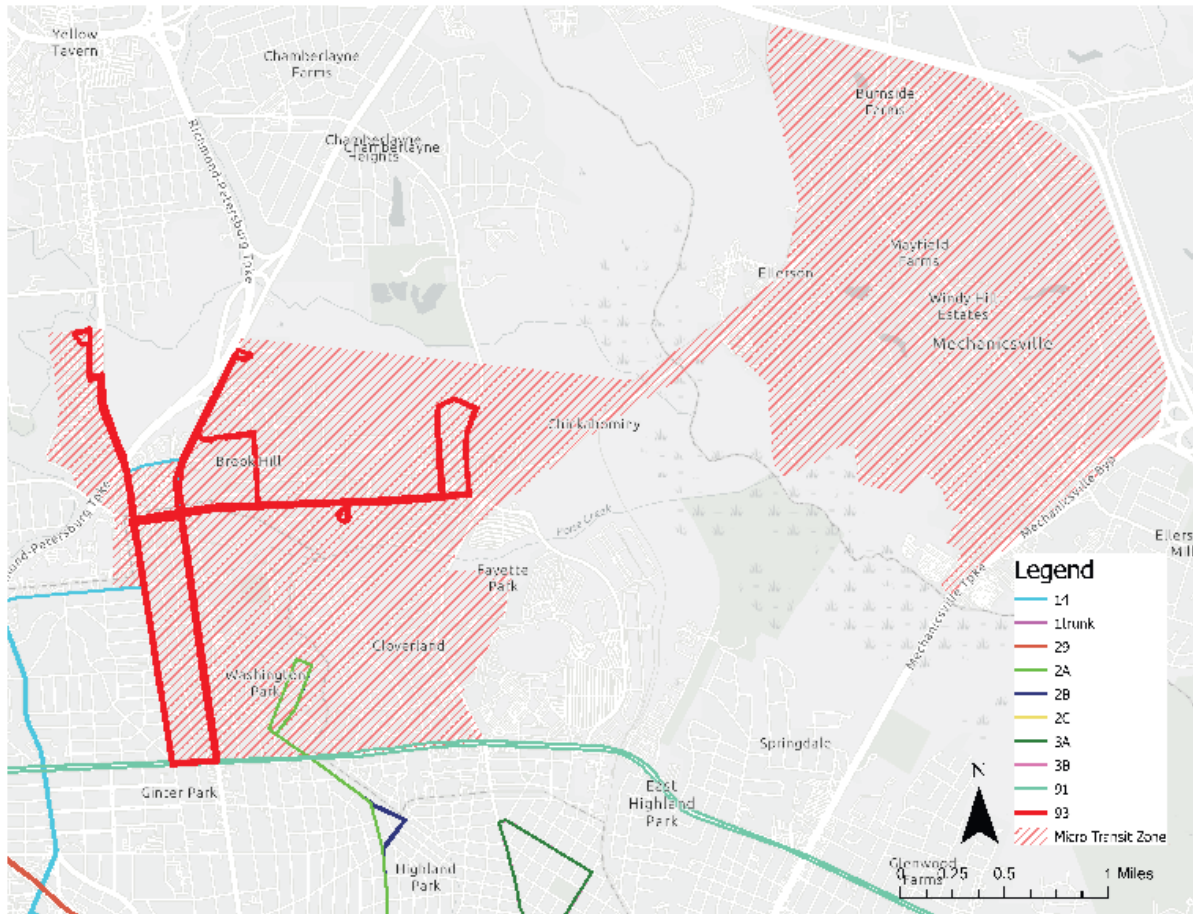 Yellow
Tavern
Chamberlayne
Farms
Burnside
Farms
Chamberlayne
Chamberlayne
Heights
Richmond-Petersburg Tpke
Mayfield
Farms
Ellerson
Windy Hill
Estates
Mechanicsville
Chickahominy
Brook Hill
Mechanicsville Byp
Fayette
Park
Cloverland
Washington
Park
Mechanicsville Tpke
Springdale
Ginter Park
East
Highland
Park
Highland
Park
Glenwood
Farms
Legend
14
1trunk
29
2A
2B
2C
3A
3B
91
93
Micro Transit Zone
N
0 0.25 0.5 1 Miles